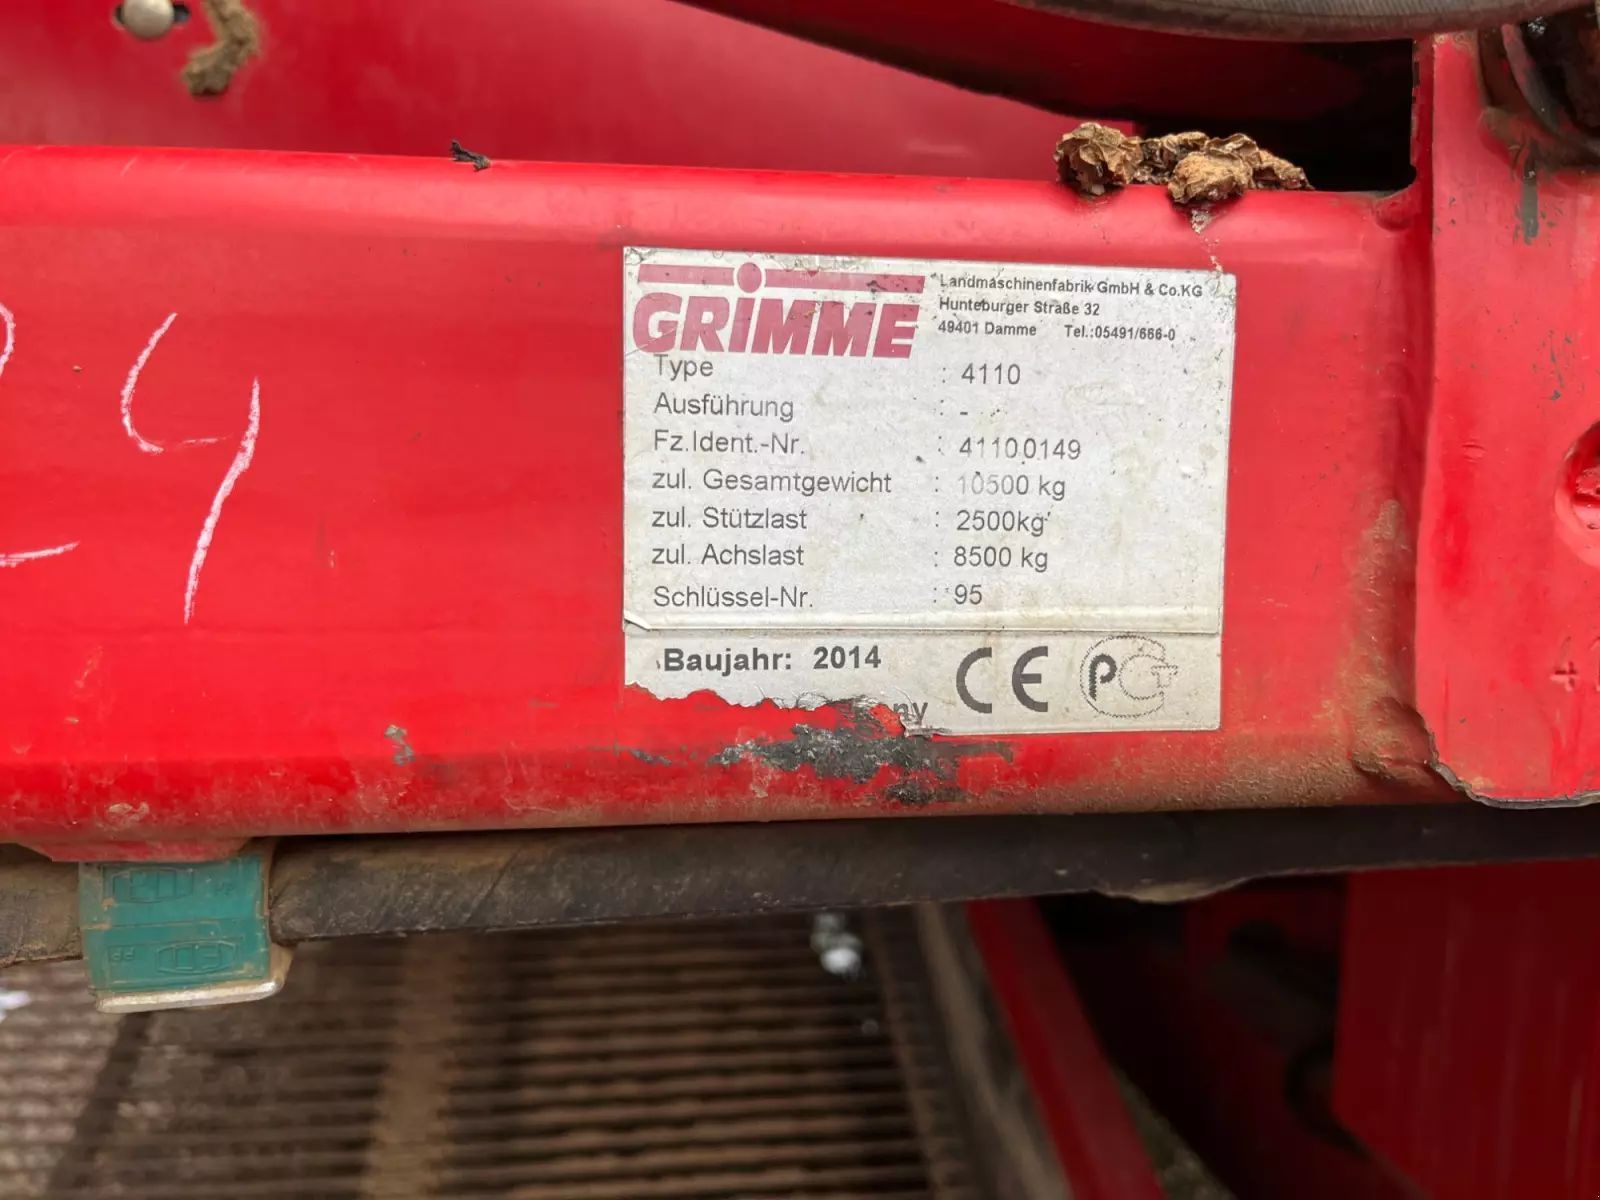 24
GRIMME
Landmaschinenfabrik GmbH & Co.KG
Hunteburger Straße 32
49401 Damme Tel.:05491/666-0
Type : 4110
Ausführung : -
Fz.Ident.-Nr. : 41100149
zul. Gesamtgewicht : 10500 kg
zul. Stützlast : 2500kg
zul. Achslast : 8500 kg
Schlüssel-Nr. : 95
Baujahr: 2014
CE
PCT